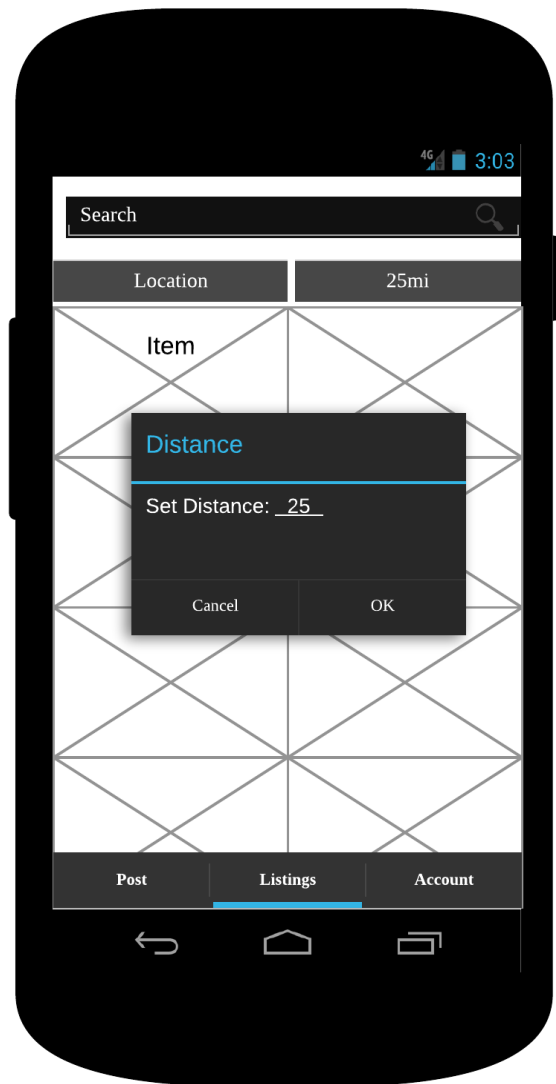 4G 3:03
Search
Location 25mi
Item
Distance
Set Distance: 25
Cancel OK
Post Listings Account